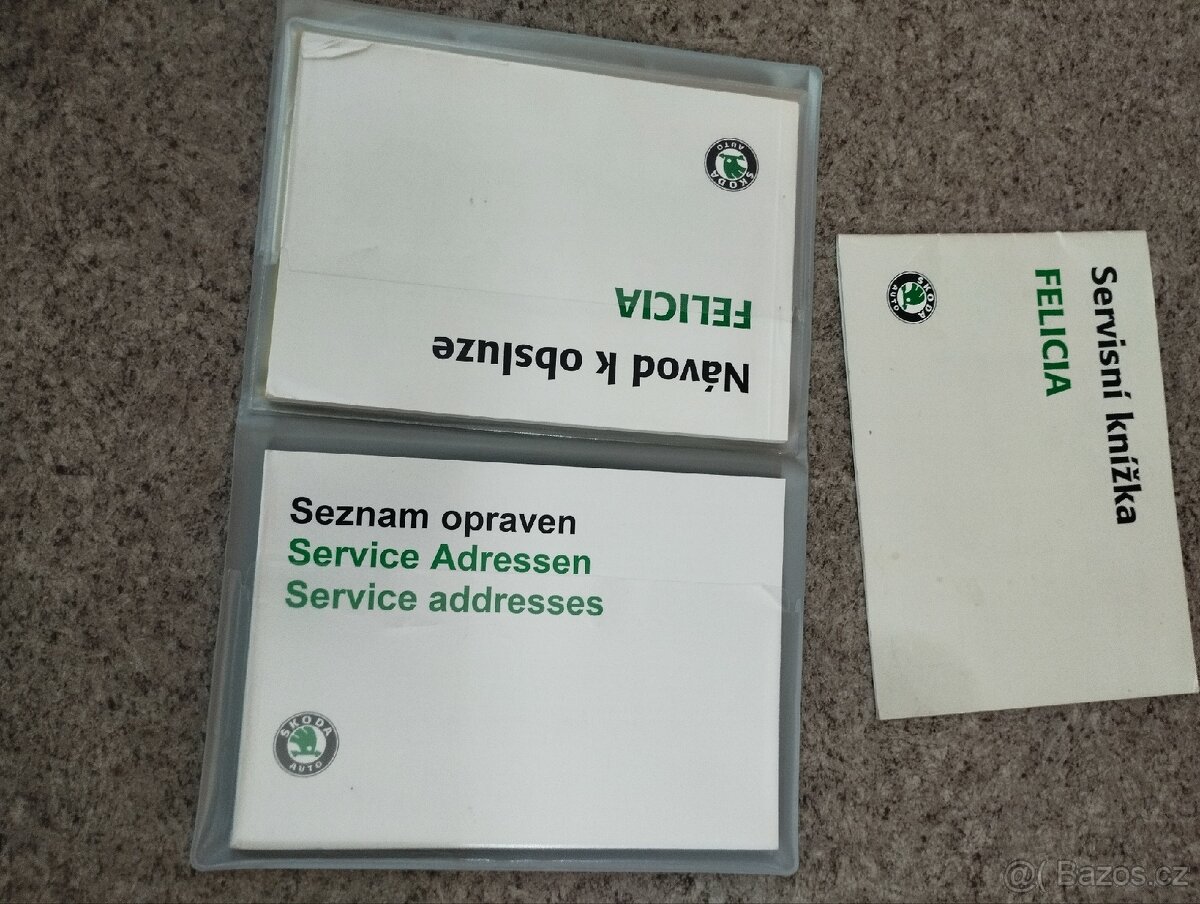 Návod k obsluze
FELICIA
ŠKODA
AUTO
Seznam opraven
Service Adressen
Service addresses
ŠKODA
AUTO
Servisní knížka
FELICIA
ŠKODA
AUTO
@( Bazos.cz